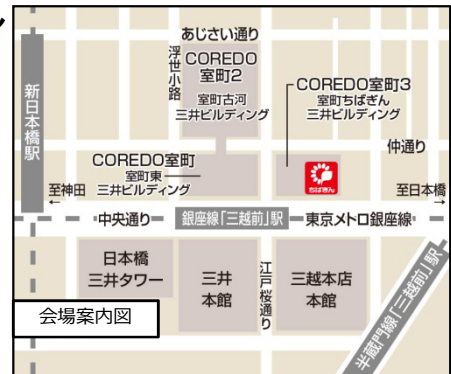 あじさい通り
浮世小路
COREDO
室町2
室町古河
三井ビルディング
COREDO室町3
室町ちばぎん
三井ビルディング
新日本橋駅
仲通り
COREDO室町
室町東
三井ビルディング
ちばぎん
至神田
←
至日本橋
→
中央通り
銀座線「三越前」駅
東京メトロ銀座線
日本橋
三井タワー
三井
本館
江戸桜通り
三越本店
本館
半蔵門線「三越前」駅
会場案内図